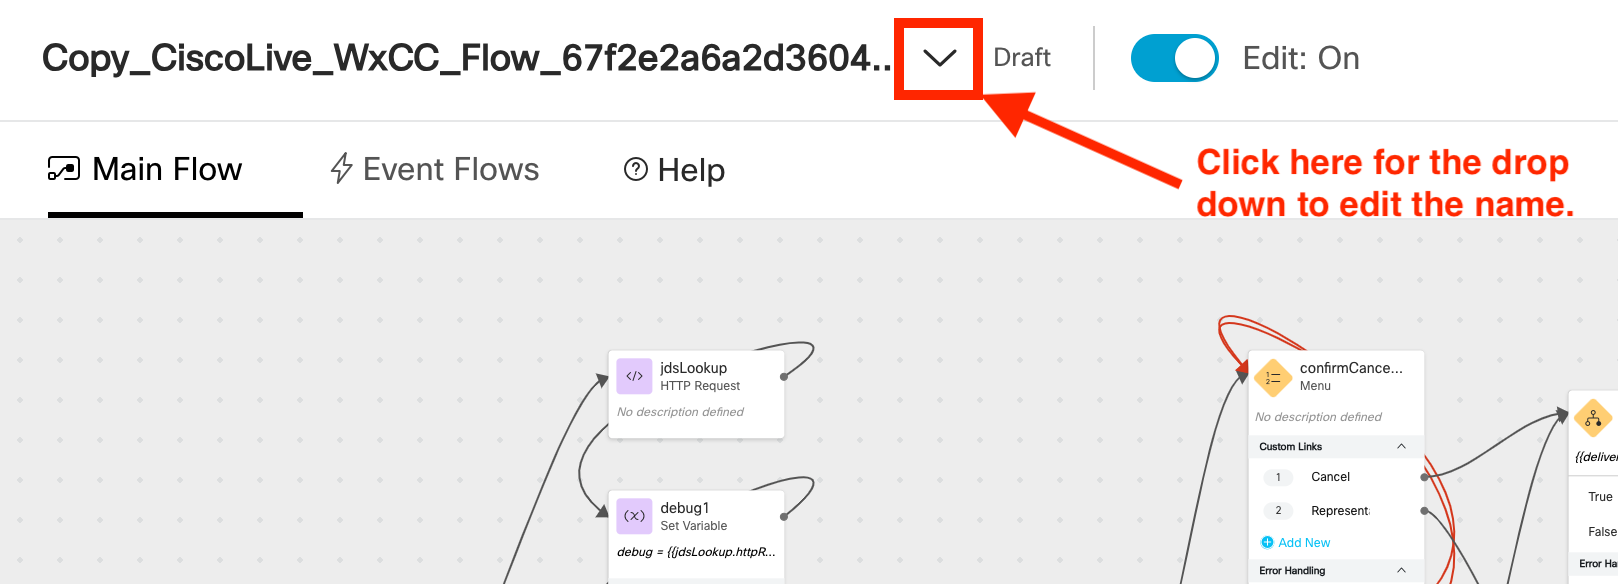 Copy_CiscoLive_WxCC_Flow_67f2e2a6a2d3604... Draft Edit: On
Main Flow Event Flows Help
Click here for the drop
down to edit the name.
jdsLookup
HTTP Request
No description defined
debug1
Set Variable
debug = {{jdsLookup.httpR...
confirmCance...
Menu
No description defined
Custom Links
1 Cancel
2 Represent
Add New
Error Handling
{{deliver
True
False
Error Ha